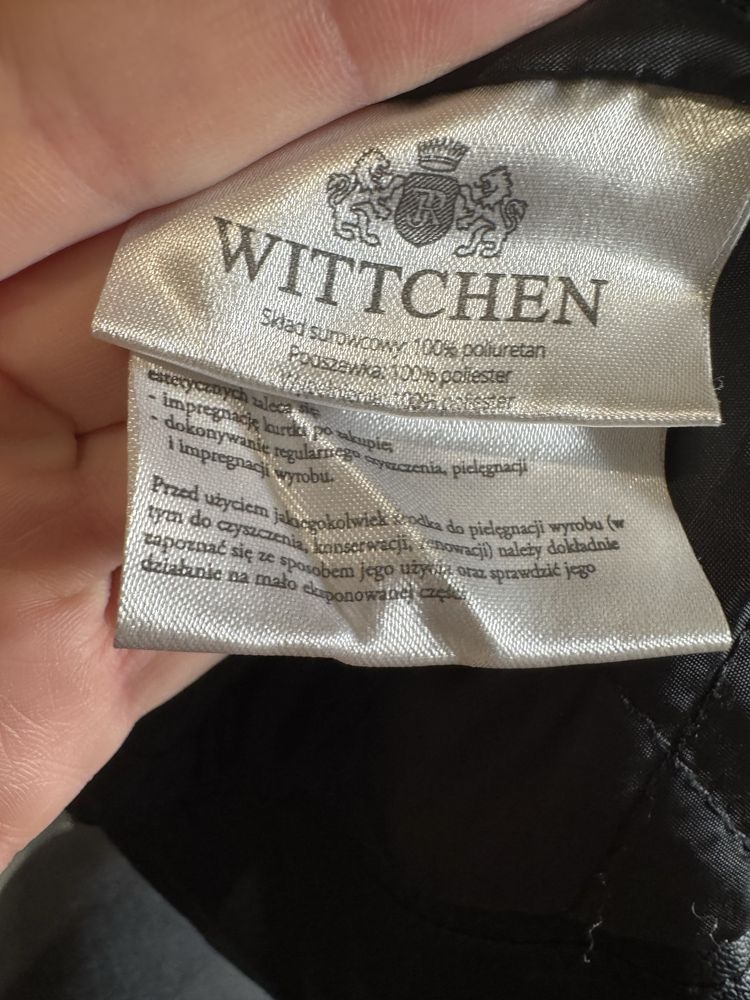 WITTCHEN
Skład surowcowy: 100% poliuretan
Podszewka: 100% poliester
100% poliester
estetycznych zaleca się
- impregnację kurtki po zakupie,
- dokonywanie regularnego czyszczenia, pielęgnacji
i impregnacji wyrobu.
Przed użyciem jakiegokolwiek środka do pielęgnacji wyrobu (w
tym do czyszczenia, konserwacji, renowacji) należy dokładnie
zapoznać się ze sposobem jego użycia oraz sprawdzić jego
działanie na mało eksponowanej części